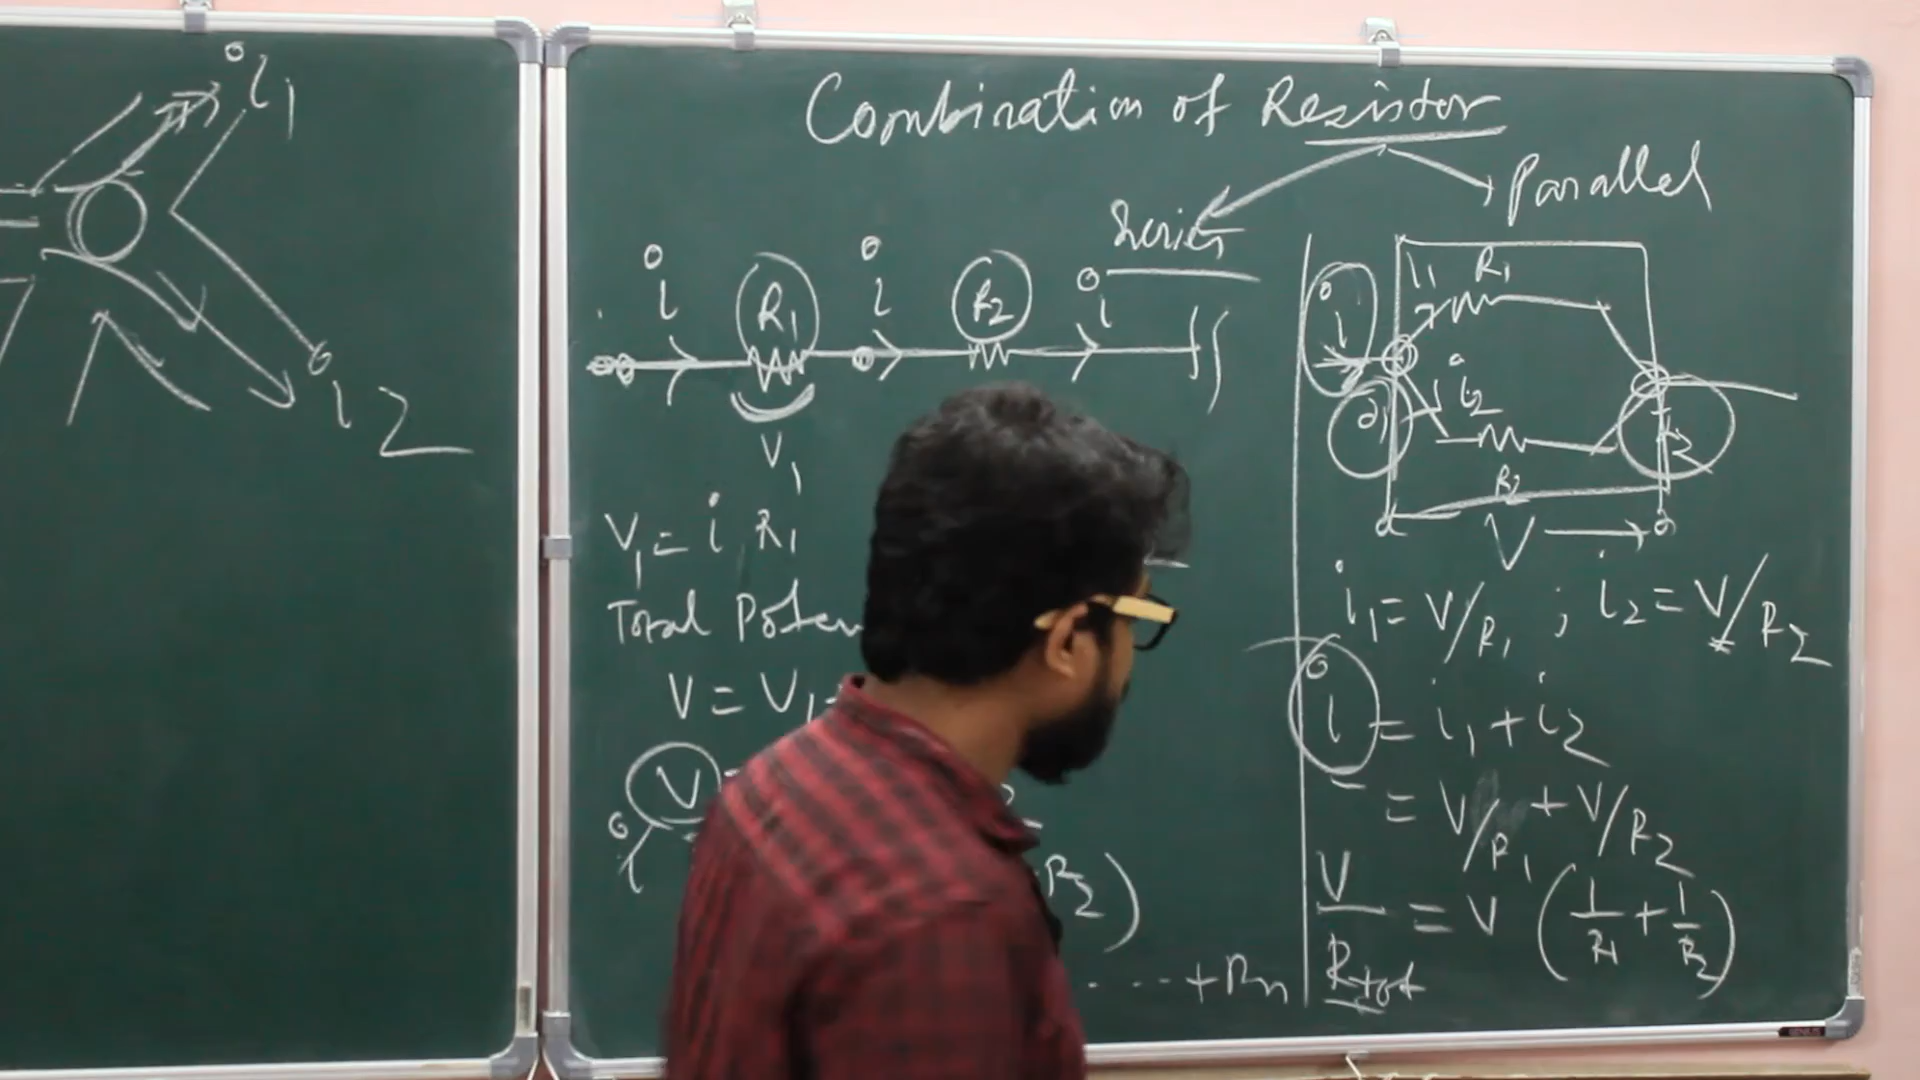 i1
i2
Combination of Resistor
Series
Parallel
i R1 i R2 i
V1
V1 = i R1
Total Poten
V = V1
V
i
R2)
.....+Rn
i i1 R1
i2
R2
V
i1 = V/R1 ; i2 = V/R2
i = i1 + i2
= V/R1 + V/R2
V/Rtot = V (1/R1 + 1/R2)